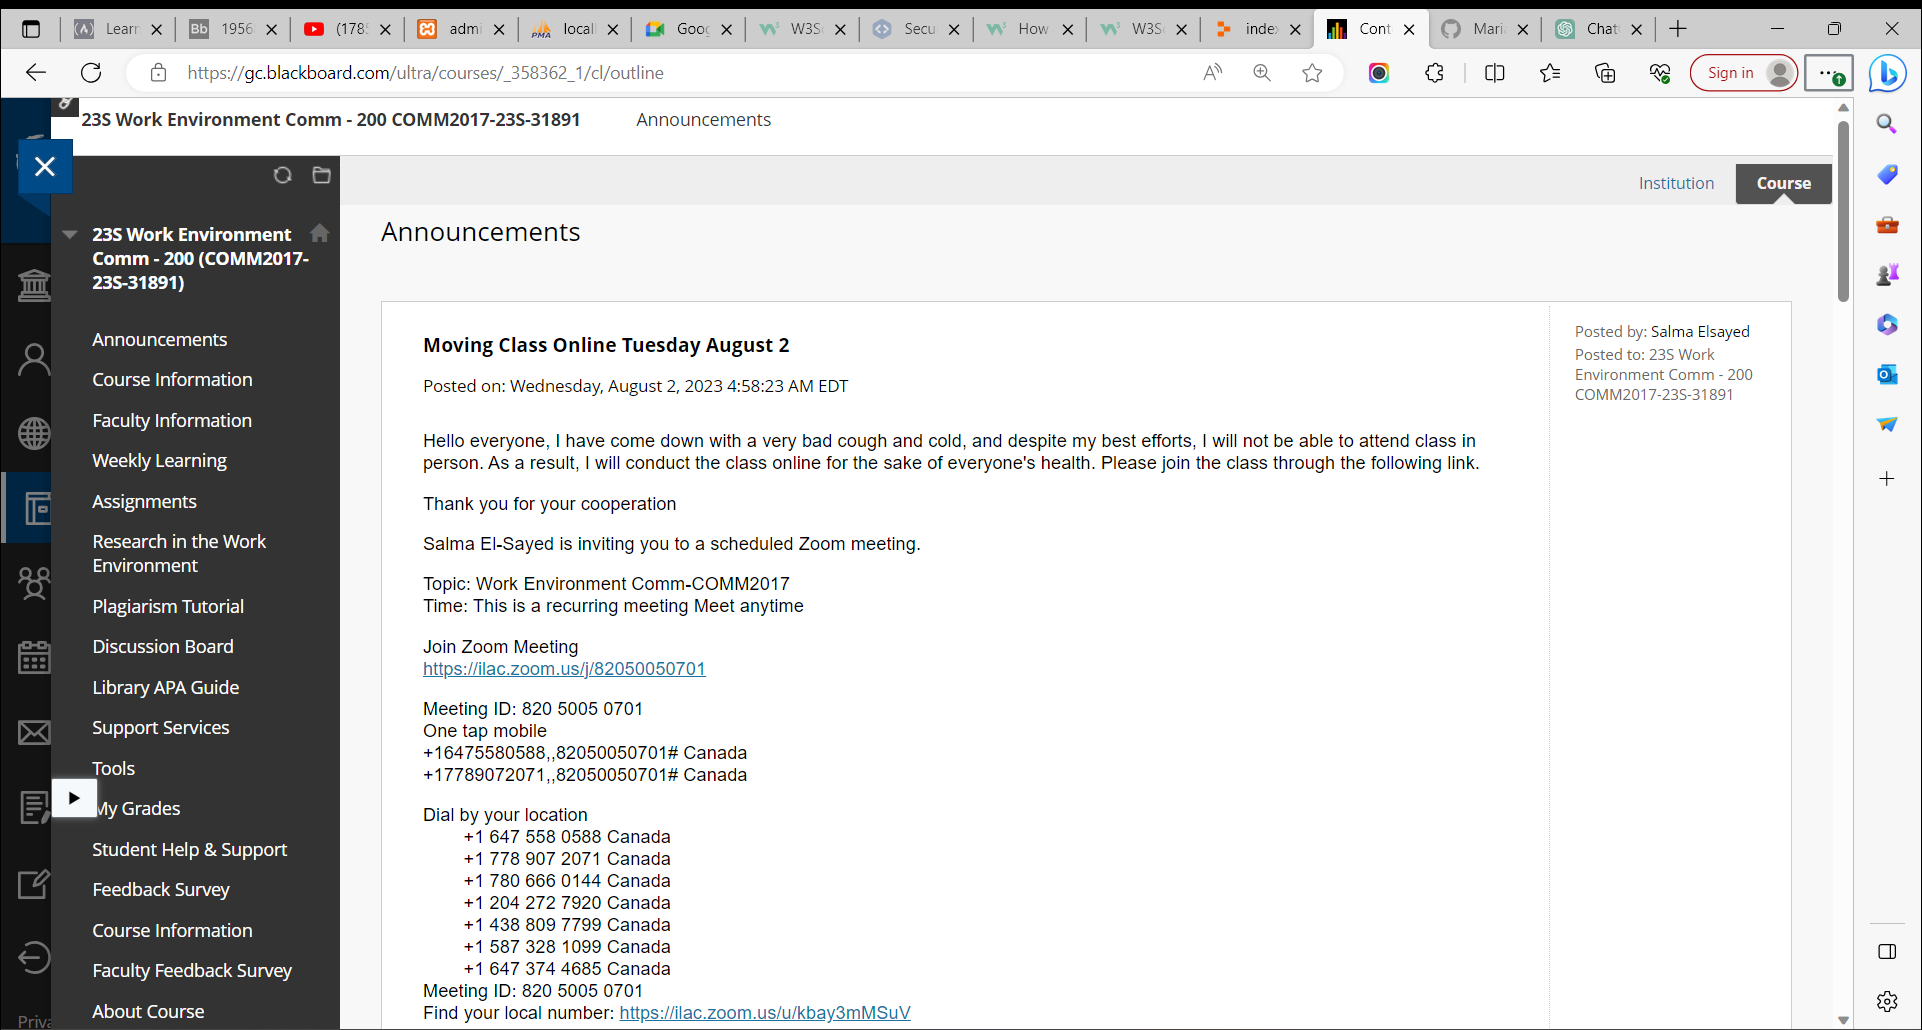 Learn
1956
(178
admi
locall
Goog
W3S
Secu
How
W3S
index
Cont
Mari
Chat
https://gc.blackboard.com/ultra/courses/_358362_1/cl/outline
Sign in
23S Work Environment Comm - 200 COMM2017-23S-31891
Announcements
Institution
Course
23S Work Environment
Comm - 200 (COMM2017-
23S-31891)
Announcements
Course Information
Faculty Information
Weekly Learning
Assignments
Research in the Work
Environment
Plagiarism Tutorial
Discussion Board
Library APA Guide
Support Services
Tools
My Grades
Student Help & Support
Feedback Survey
Course Information
Faculty Feedback Survey
About Course
Priva
Announcements
Moving Class Online Tuesday August 2
Posted on: Wednesday, August 2, 2023 4:58:23 AM EDT
Hello everyone, I have come down with a very bad cough and cold, and despite my best efforts, I will not be able to attend class in
person. As a result, I will conduct the class online for the sake of everyone's health. Please join the class through the following link.
Thank you for your cooperation
Salma El-Sayed is inviting you to a scheduled Zoom meeting.
Topic: Work Environment Comm-COMM2017
Time: This is a recurring meeting Meet anytime
Join Zoom Meeting
https://ilac.zoom.us/j/82050050701
Meeting ID: 820 5005 0701
One tap mobile
+16475580588,,82050050701# Canada
+17789072071,,82050050701# Canada
Dial by your location
+1 647 558 0588 Canada
+1 778 907 2071 Canada
+1 780 666 0144 Canada
+1 204 272 7920 Canada
+1 438 809 7799 Canada
+1 587 328 1099 Canada
+1 647 374 4685 Canada
Meeting ID: 820 5005 0701
Find your local number: https://ilac.zoom.us/u/kbay3mMSuV
Posted by: Salma Elsayed
Posted to: 23S Work
Environment Comm - 200
COMM2017-23S-31891